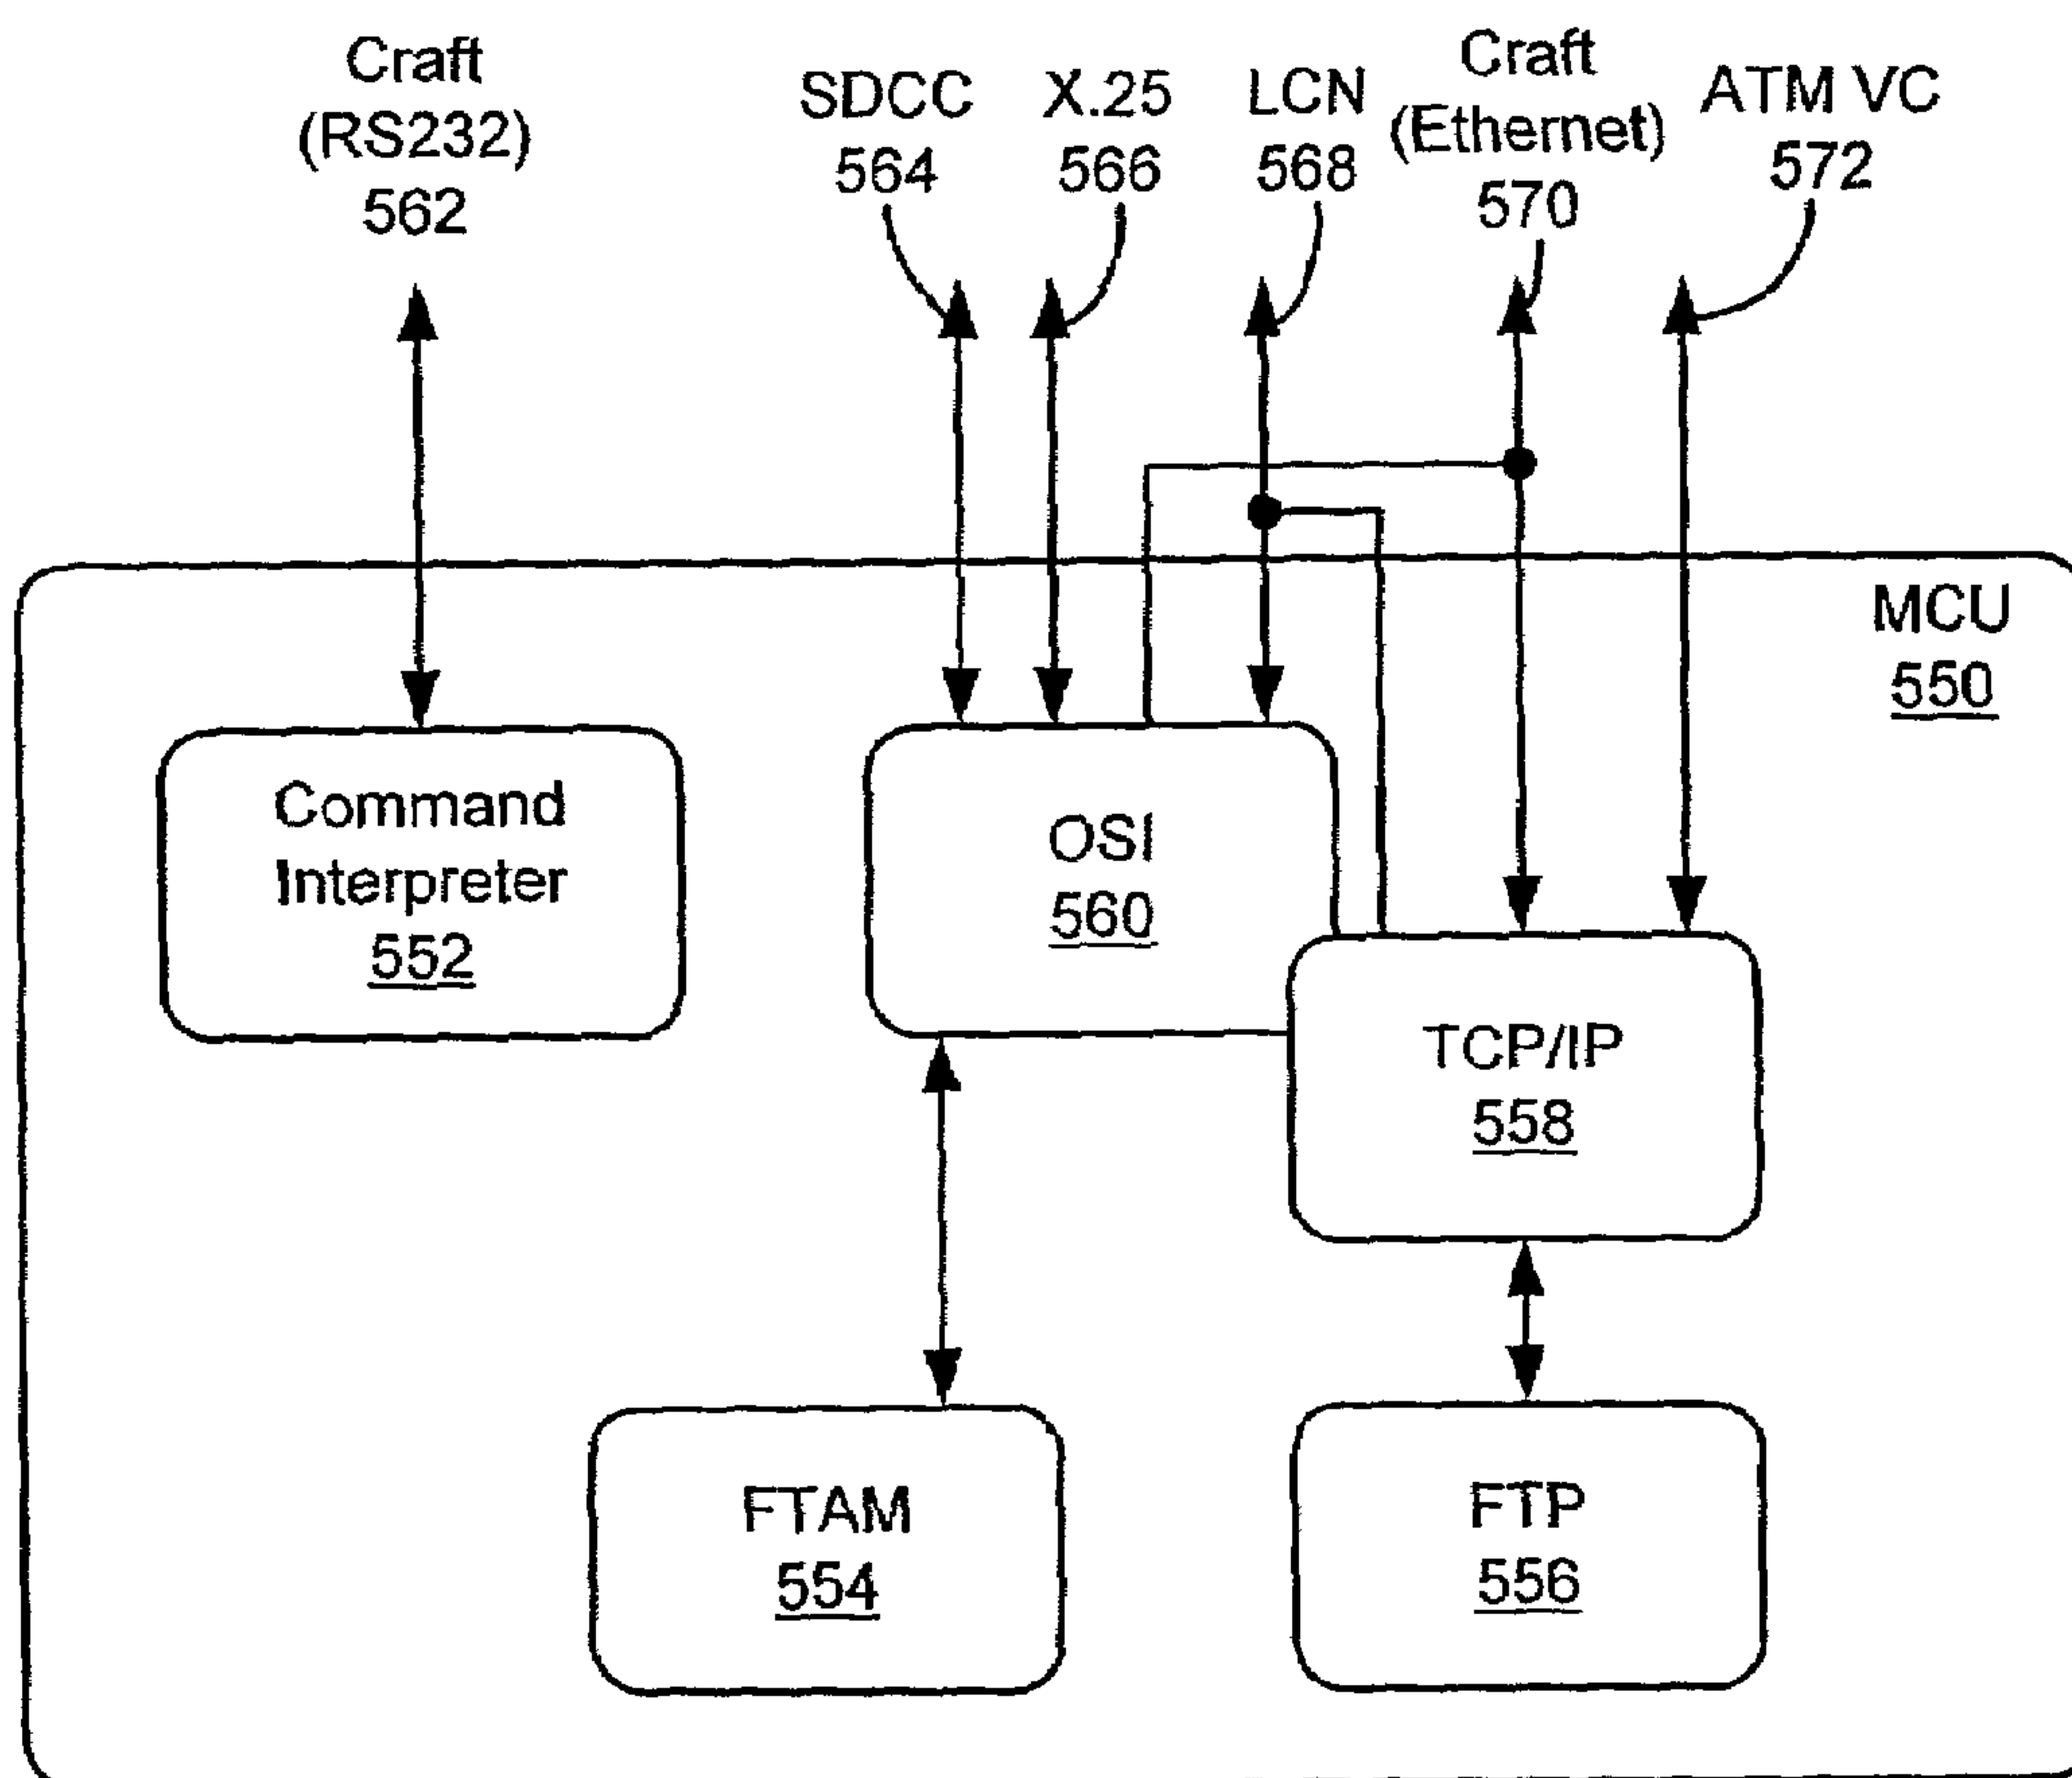 Craft
(RS232)
562
SDCC
564
X.25
566
LCN
568
Craft
(Ethernet)
570
ATM VC
572
MCU
550
Command
Interpreter
552
OSI
560
TCP/IP
558
FTAM
554
FTP
556